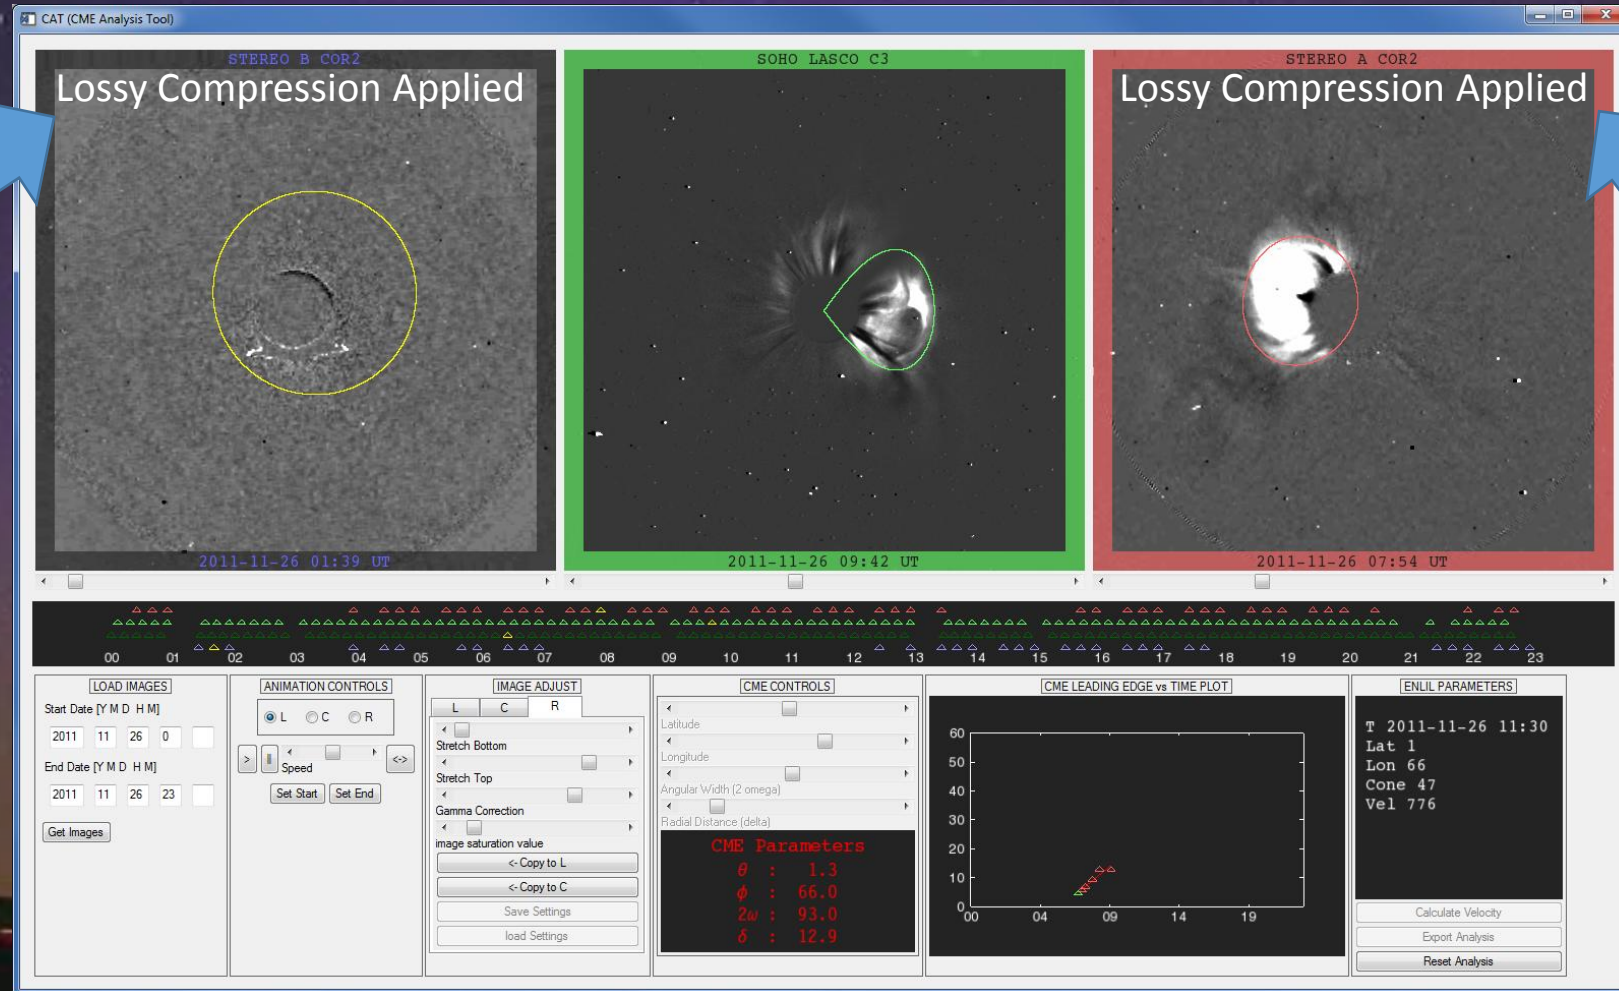 CAT (CME Analysis Tool)
STEREO B COR2
Lossy Compression Applied
2011-11-26 01:39 UT
SOHO LASCO C3
2011-11-26 09:42 UT
STEREO A COR2
Lossy Compression Applied
2011-11-26 07:54 UT
00 01 02 03 04 05 06 07 08 09 10 11 12 13 14 15 16 17 18 19 20 21 22 23
LOAD IMAGES
Start Date [Y M D H M]
2011 11 26 0
End Date [Y M D H M]
2011 11 26 23
Get Images
ANIMATION CONTROLS
L C R
> || <->
Speed
Set Start Set End
IMAGE ADJUST
L C R
Stretch Bottom
Stretch Top
Gamma Correction
image saturation value
<- Copy to L
<- Copy to C
Save Settings
load Settings
CME CONTROLS
Latitude
Longitude
Angular Width (2 omega)
Radial Distance (delta)
CME Parameters
θ : 1.3
ϕ : 66.0
2ω : 93.0
δ : 12.9
CME LEADING EDGE vs TIME PLOT
60
50
40
30
20
10
0
00 04 09 14 19
ENLIL PARAMETERS
T 2011-11-26 11:30
Lat 1
Lon 66
Cone 47
Vel 776
Calculate Velocity
Export Analysis
Reset Analysis